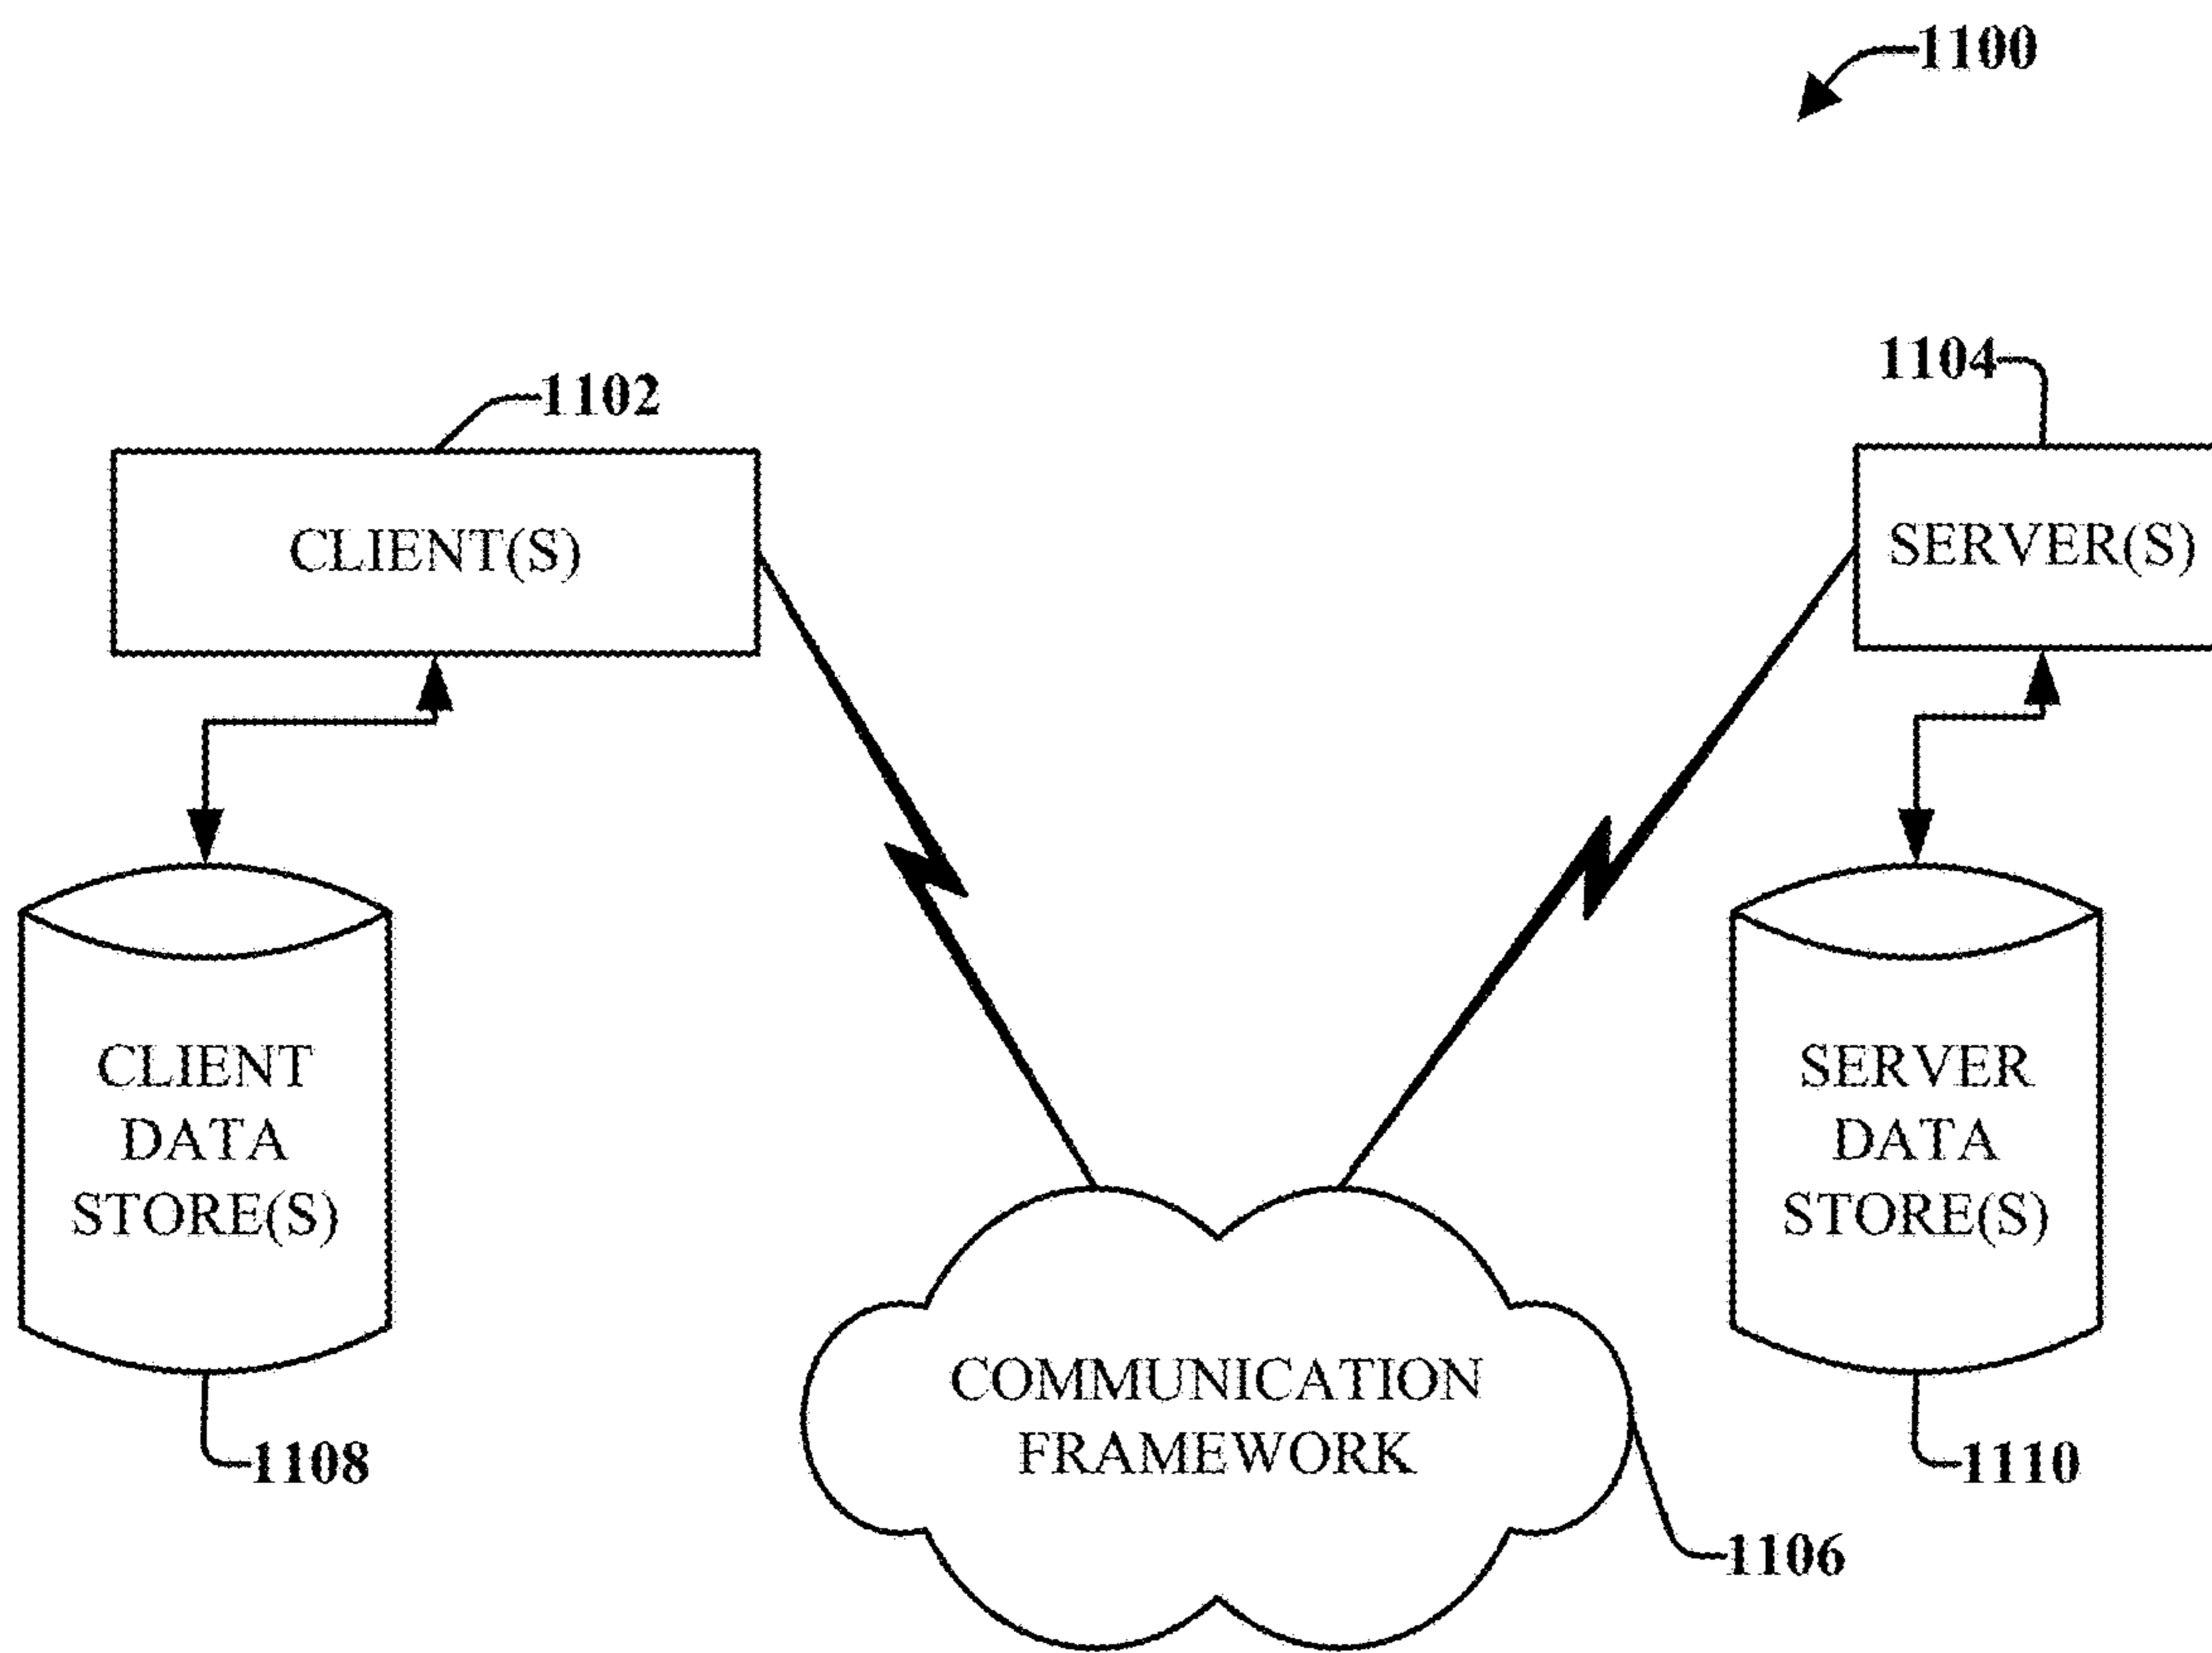 1100
1102
1104
CLIENT(S)
SERVER(S)
CLIENT
DATA
STORE(S)
SERVER
DATA
STORE(S)
COMMUNICATION
FRAMEWORK
1108
1110
1106